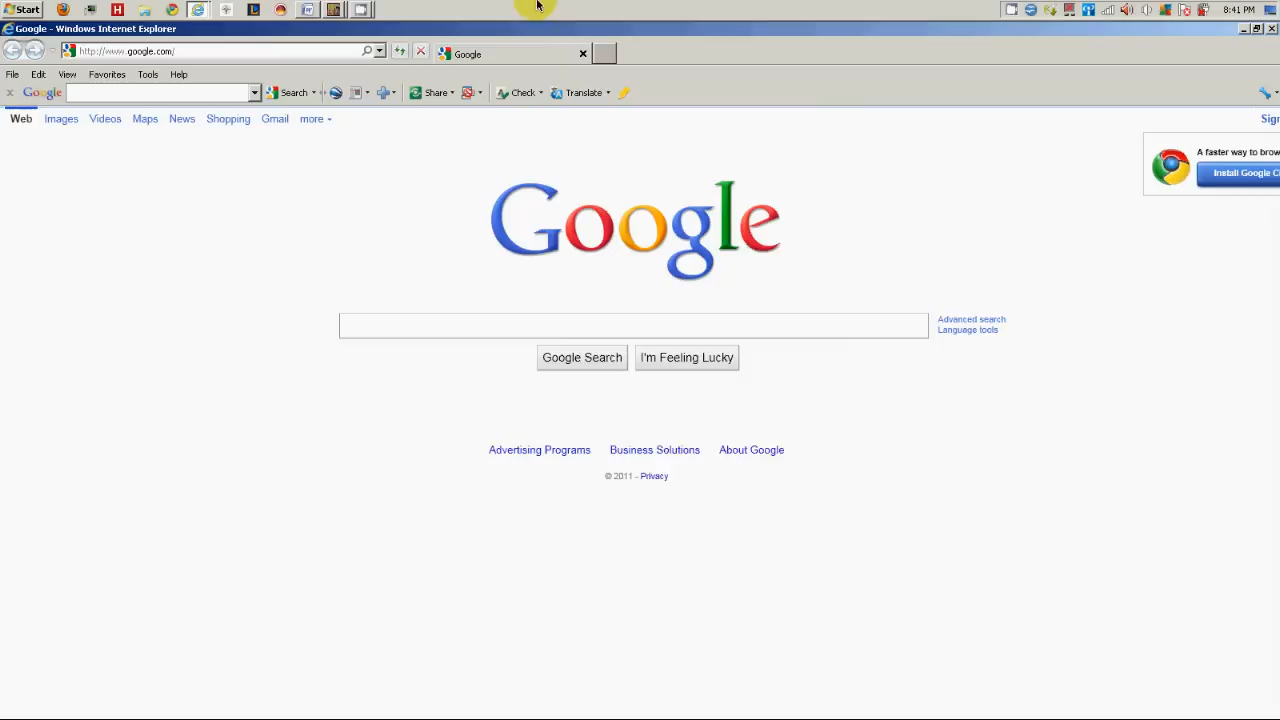 Start
H
L
W
8:41 PM
Google - Windows Internet Explorer
http://www.google.com/
Google
File Edit View Favorites Tools Help
x Google Search Share Check Translate
Web Images Videos Maps News Shopping Gmail more
Sign
A faster way to brow
Install Google C
Google
Advanced search
Language tools
Google Search I'm Feeling Lucky
Advertising Programs Business Solutions About Google
© 2011 - Privacy